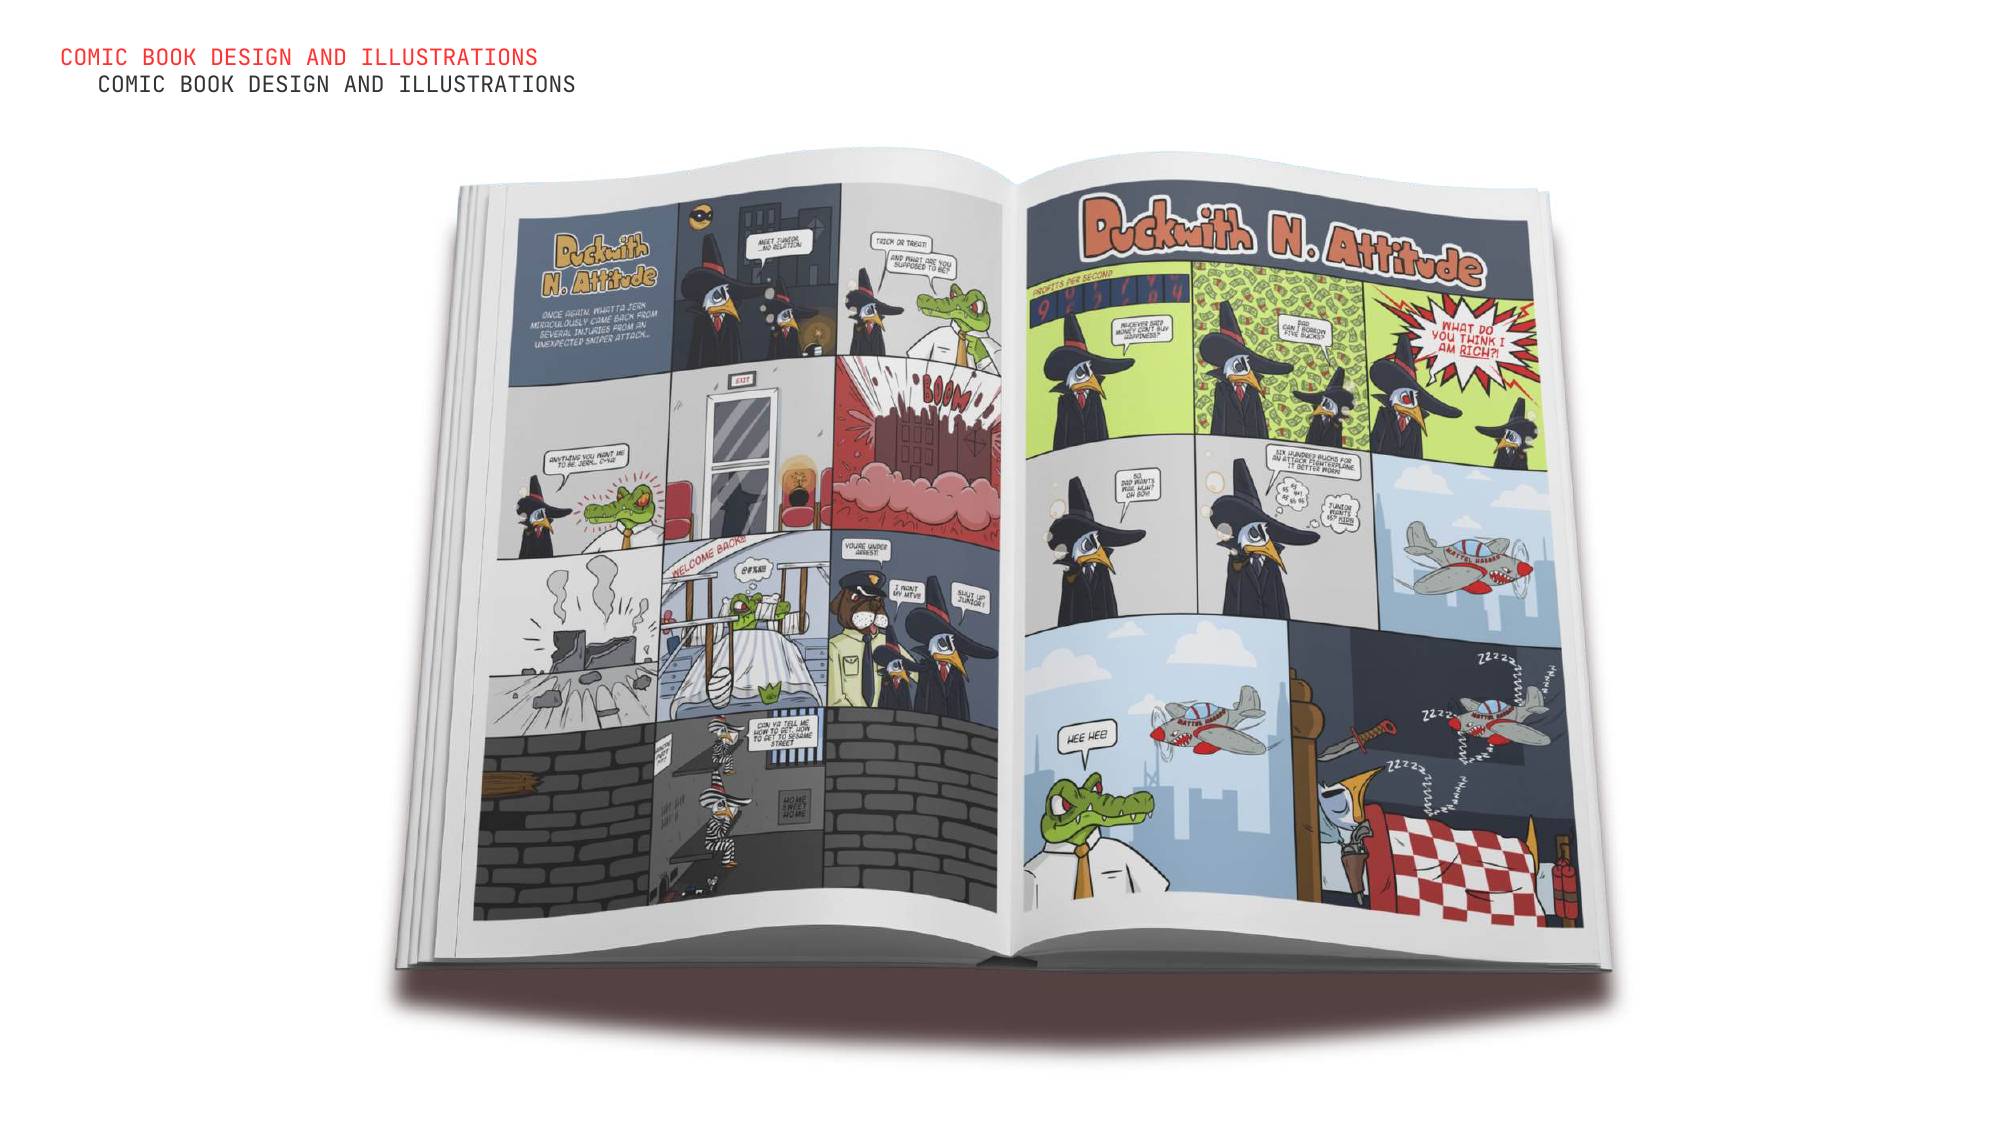 COMIC BOOK DESIGN AND ILLUSTRATIONS
COMIC BOOK DESIGN AND ILLUSTRATIONS
Duckwith
N. Attitude
ONCE AGAIN, WHATTA JERK
MIRACULOUSLY CAME BACK FROM
SEVERAL INJURIES FROM AN
UNEXPECTED SNIPER ATTACK...
MEET JUNIOR
...NO RELATION
TRICK OR TREAT!
AND WHAT ARE YOU
SUPPOSED TO BE?
ANYTHING YOU WANT ME
TO BE, JERK...
EXIT
BOOM
WELCOME BACK!!
@#%&!!
YOU'RE UNDER
ARREST!
I WANT
MY MTV!!
SHUT UP
JUNIOR!
CAN YA TELL ME
HOW TO GET, HOW
TO GET TO SESAME
STREET
HOME
SWEET
HOME
Duckwith N. Attitude
PROFITS PER SECOND
WHOEVER SAID
MONEY CAN'T BUY
HAPPINESS?
DAD
CAN I BORROW
FIVE BUCKS?
WHAT DO
YOU THINK I
AM RICH?!
SO,
DAD WANTS
WAR, HUH?
OH BOY!
SIX HUNDRED BUCKS FOR
AN ATTACK FIGHTERPLANE.
IT BETTER WORK!
JUNIOR
WANTS
$5? KIDS
HEE HEE!
ZZZZZ
ZZZZ
ZZZZZ